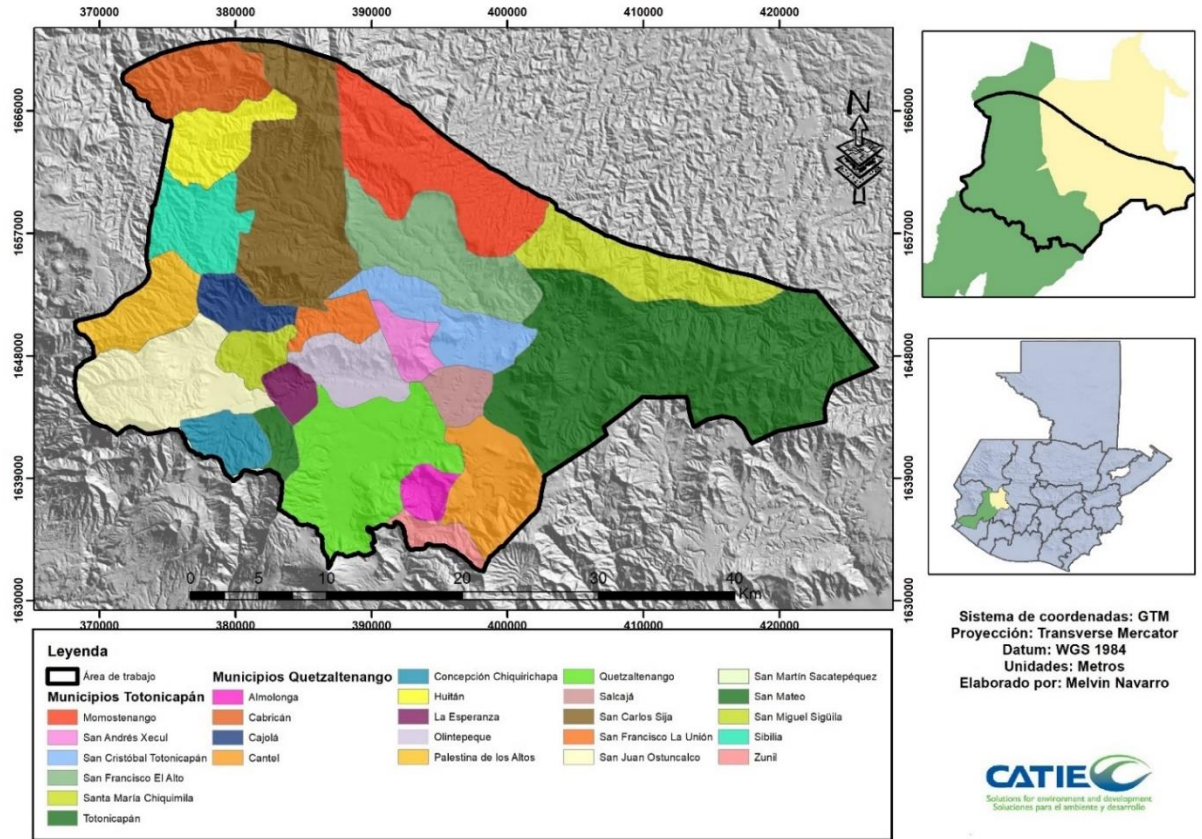 370000 380000 390000 400000 410000 420000
1666000 1666000
N
1657000 1657000
1648000 1648000
1639000 1639000
1630000 1630000
0 5 10 20 30 40
Km
370000 380000 390000 400000 410000 420000
Leyenda
Área de trabajo
Municipios Totonicapán
Momostenango
San Andrés Xecul
San Cristóbal Totonicapán
San Francisco El Alto
Santa María Chiquimila
Totonicapán
Municipios Quetzaltenango
Almolonga
Cabricán
Cajolá
Cantel
Concepción Chiquirichapa
Huitán
La Esperanza
Olintepeque
Palestina de los Altos
Quetzaltenango
Salcajá
San Carlos Sija
San Francisco La Unión
San Juan Ostuncalco
San Martín Sacatepéquez
San Mateo
San Miguel Sigüila
Sibilia
Zunil
Sistema de coordenadas: GTM
Proyección: Transverse Mercator
Datum: WGS 1984
Unidades: Metros
Elaborado por: Melvin Navarro
CATIE
Solutions for environment and development
Soluciones para el ambiente y desarrollo